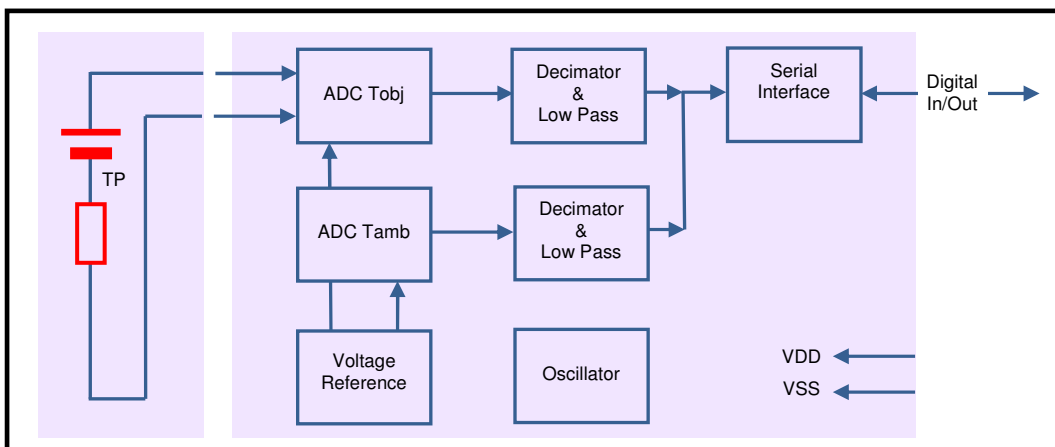 ADC Tobj
Decimator
&
Low Pass
Serial
Interface
Digital
In/Out
TP
ADC Tamb
Decimator
&
Low Pass
Voltage
Reference
Oscillator
VDD
VSS